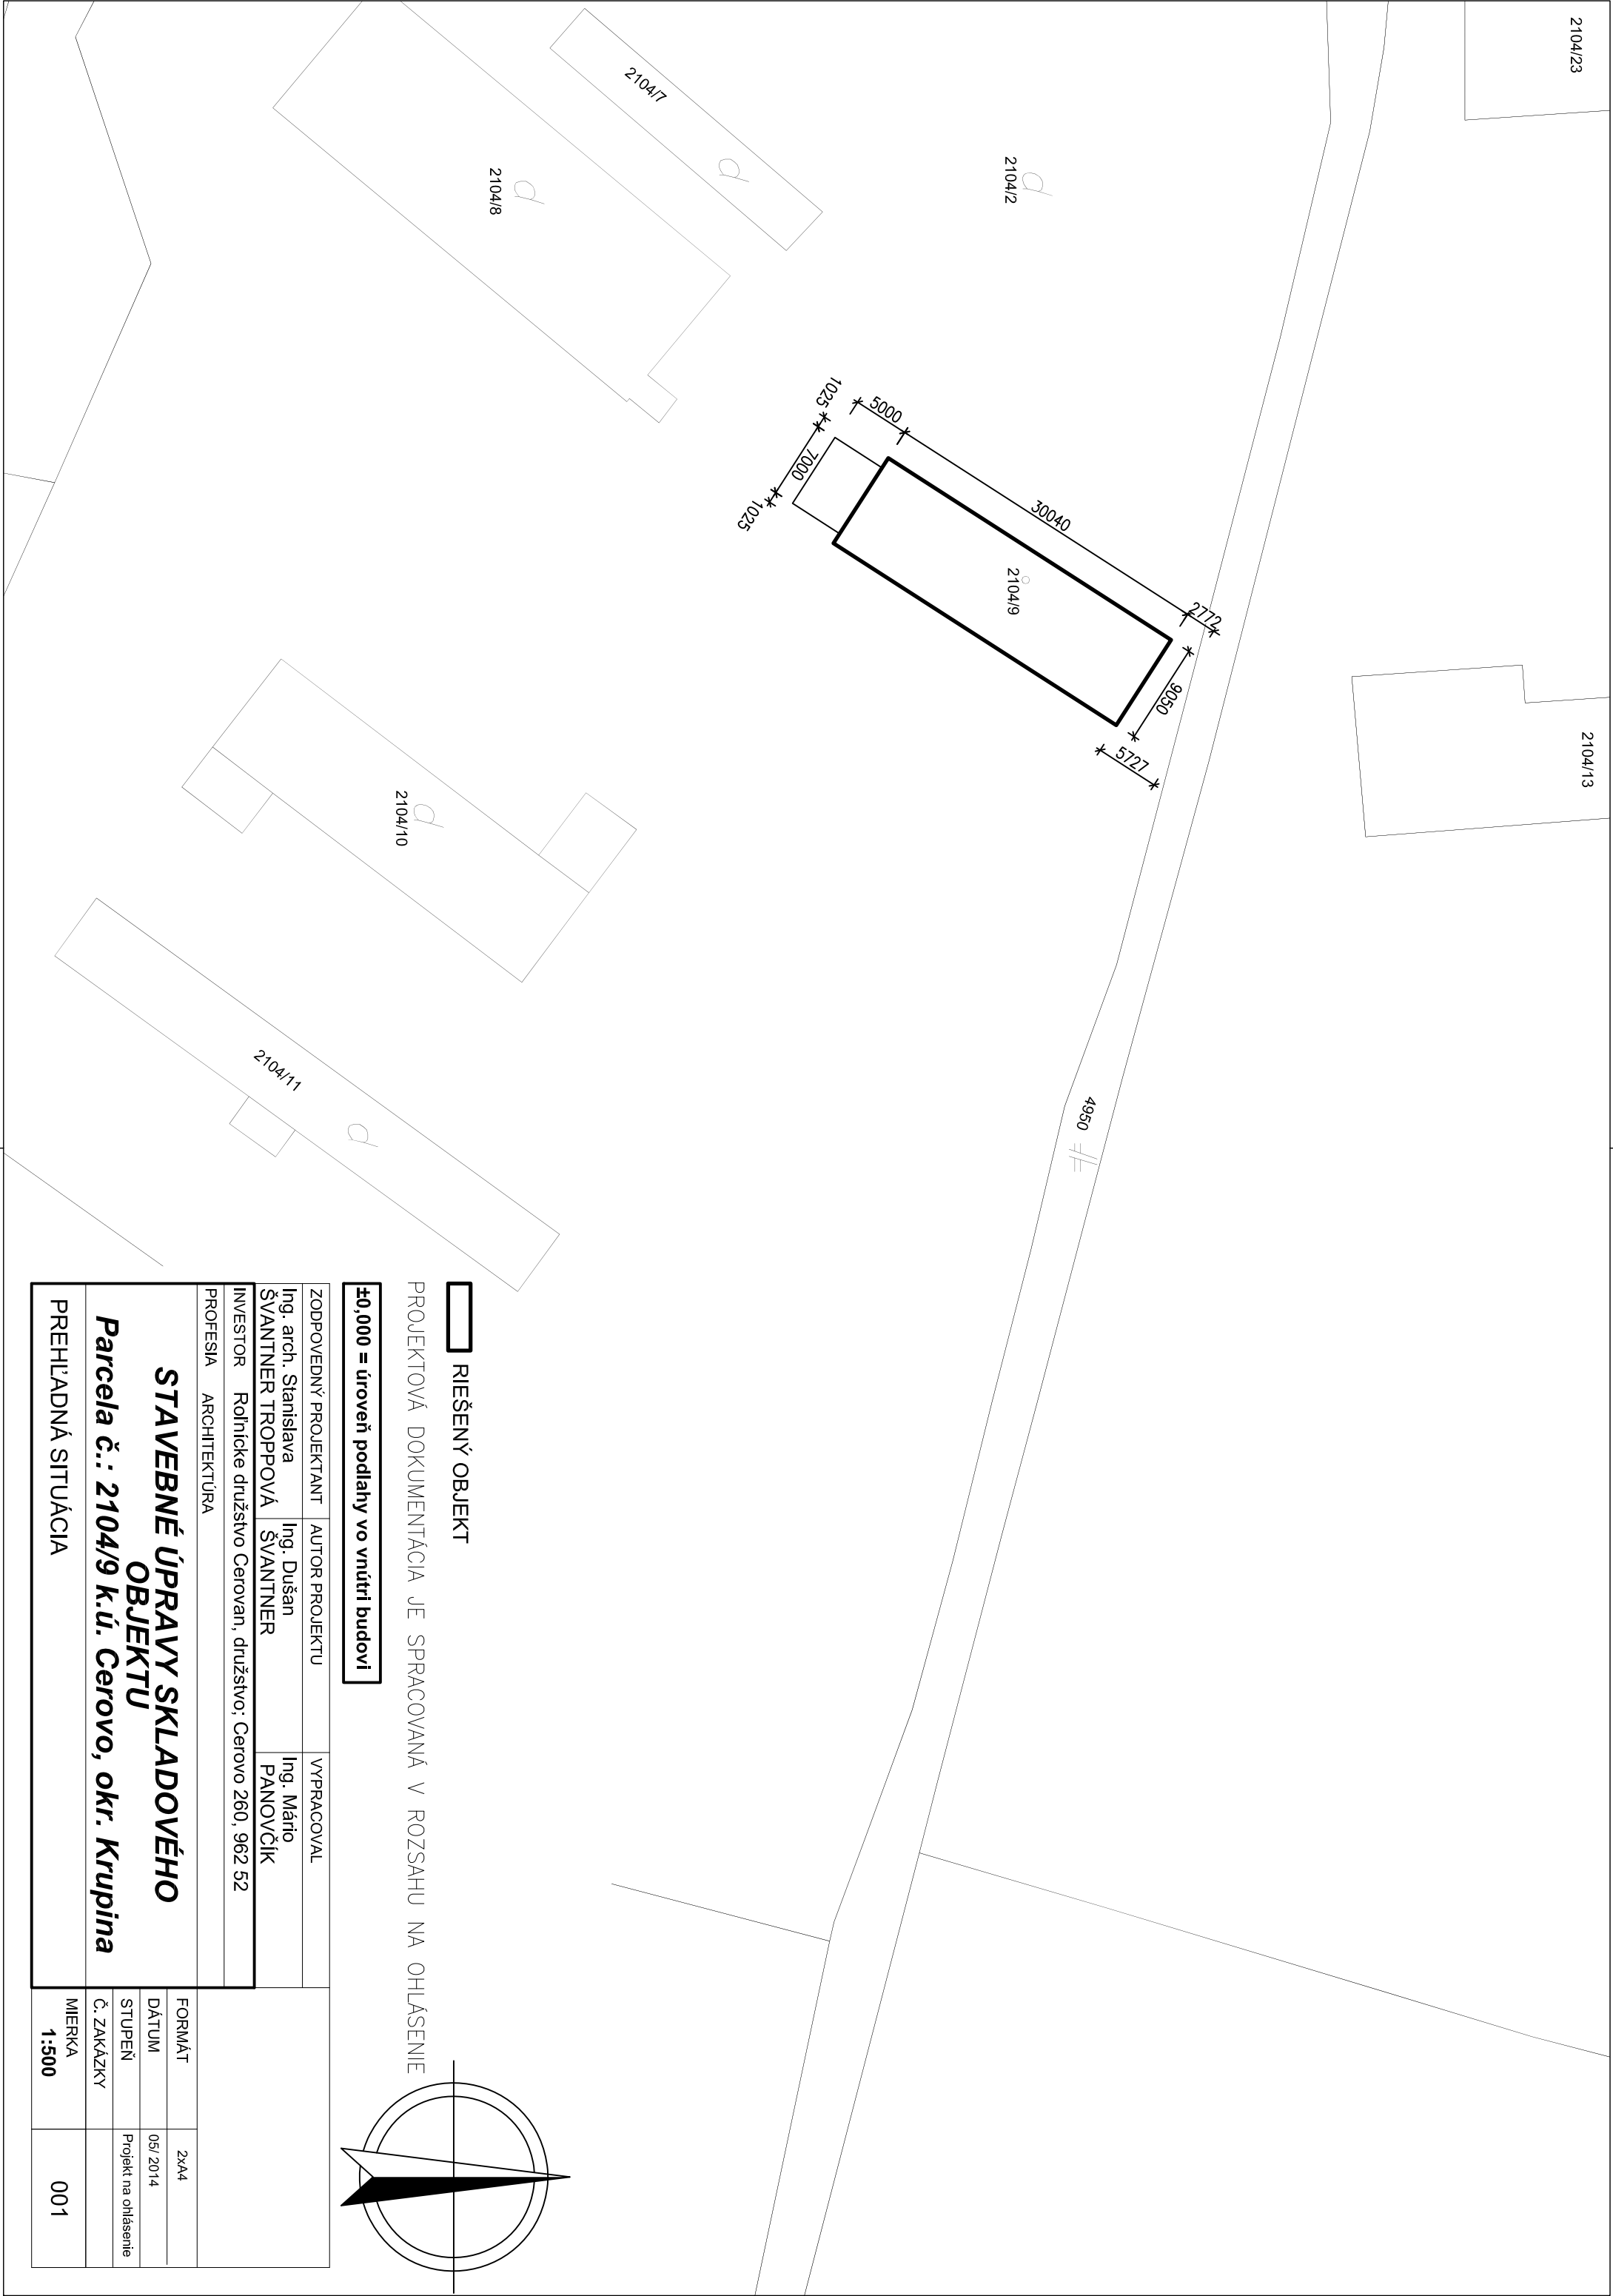 2104/23
2104/13
2104/2
2104/7
2104/8
1025
5000
7000
1025
30040
2104/9
2772
9050
5727
2104/10
2104/11
4950
RIEŠENÝ OBJEKT
PROJEKTOVÁ DOKUMENTÁCIA JE SPRACOVANÁ V ROZSAHU NA OHLÁSENIE
±0,000 = úroveň podlahy vo vnútri budovi
ZODPOVEDNÝ PROJEKTANT
AUTOR PROJEKTU
VYPRACOVAL
Ing. arch. Stanislava
ŠVANTNER TROPPOVÁ
Ing. Dušan
ŠVANTNER
Ing. Mário
PANOVČÍK
INVESTOR Roľnícke družstvo Cerovan, družstvo; Cerovo 260, 962 52
PROFESIA ARCHITEKTÚRA
STAVEBNÉ ÚPRAVY SKLADOVÉHO
OBJEKTU
Parcela č.: 2104/9 k.ú. Cerovo, okr. Krupina
PREHĽADNÁ SITUÁCIA
FORMÁT 2xA4
DÁTUM 05/ 2014
STUPEŇ Projekt na ohlásenie
Č. ZAKÁZKY
MIERKA
1:500
001